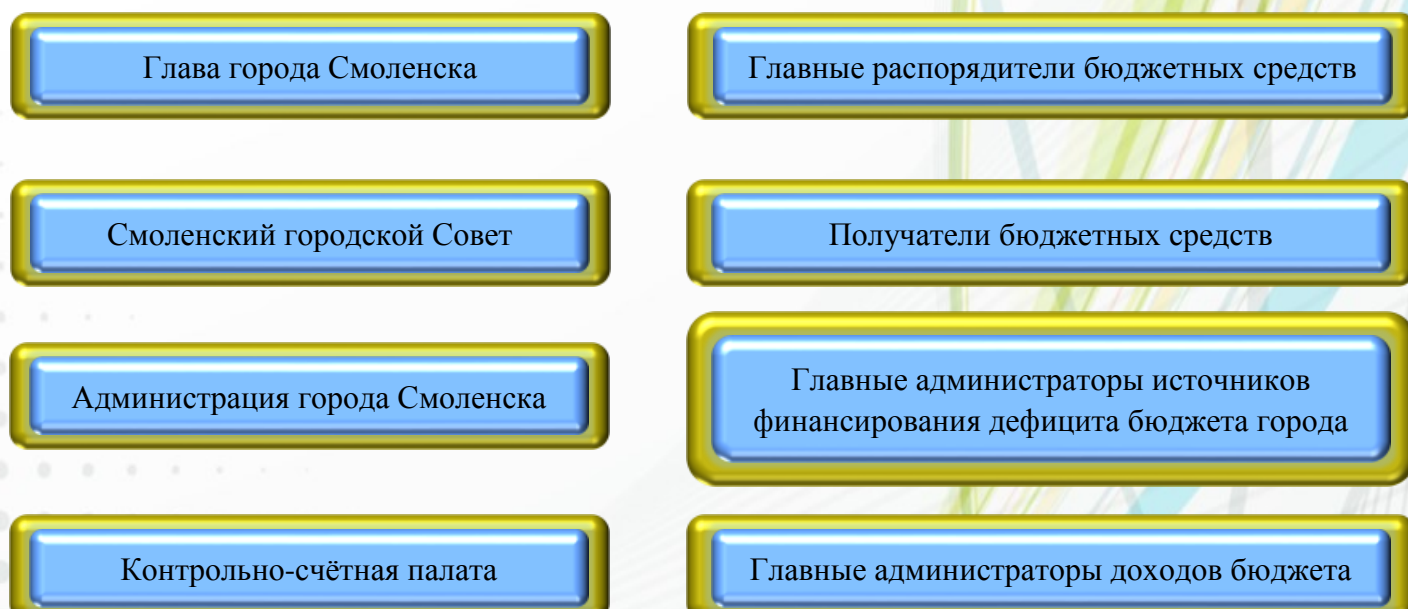 Глава города Смоленска
Главные распорядители бюджетных средств
Смоленский городской Совет
Получатели бюджетных средств
Администрация города Смоленска
Главные администраторы источников
финансирования дефицита бюджета города
Контрольно-счётная палата
Главные администраторы доходов бюджета